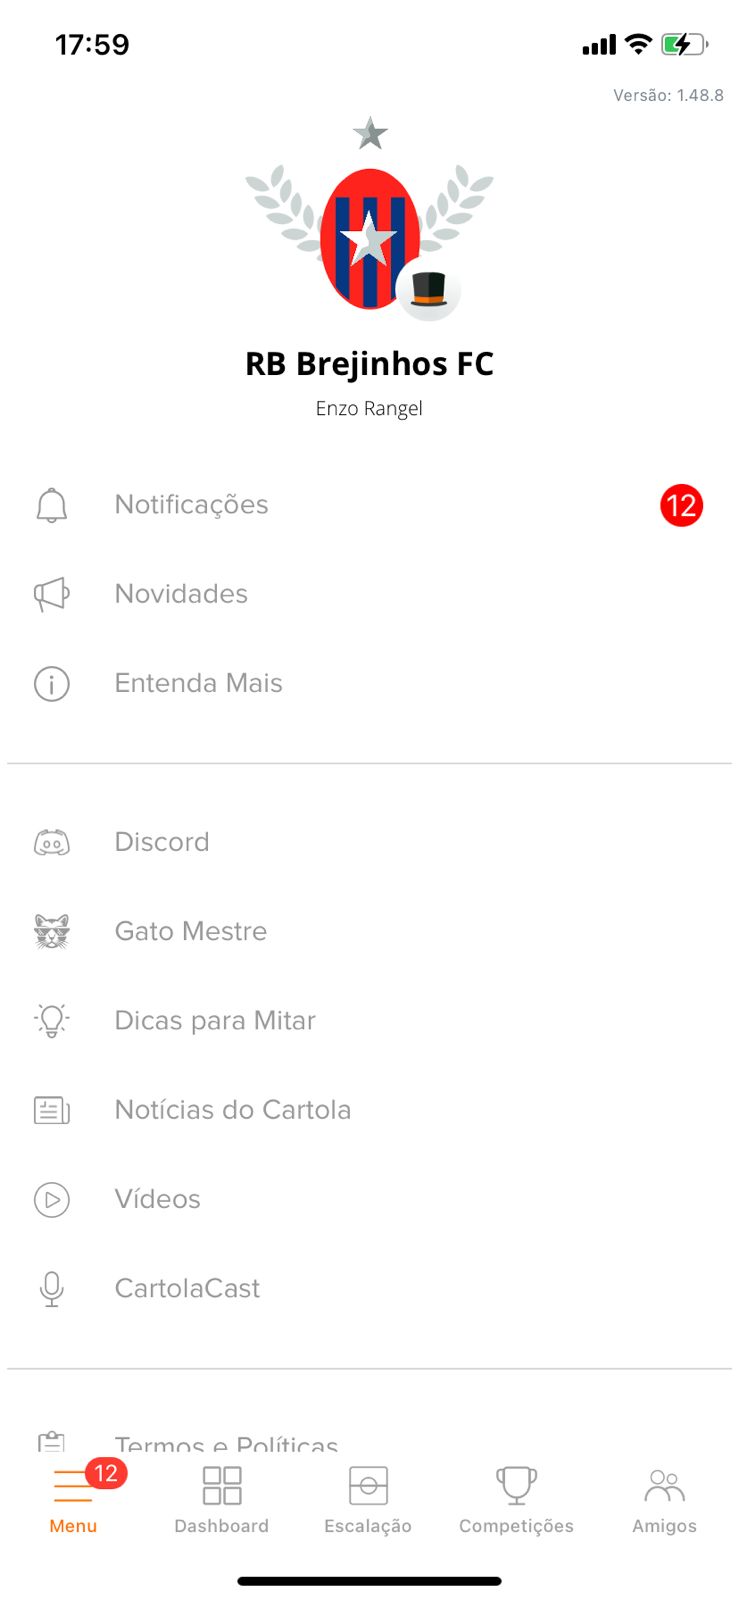 17:59
Versão: 1.48.8
RB Brejinhos FC
Enzo Rangel
Notificações 12
Novidades
Entenda Mais
Discord
Gato Mestre
Dicas para Mitar
Notícias do Cartola
Vídeos
CartolaCast
Termos e Políticas
12
Menu Dashboard Escalação Competições Amigos